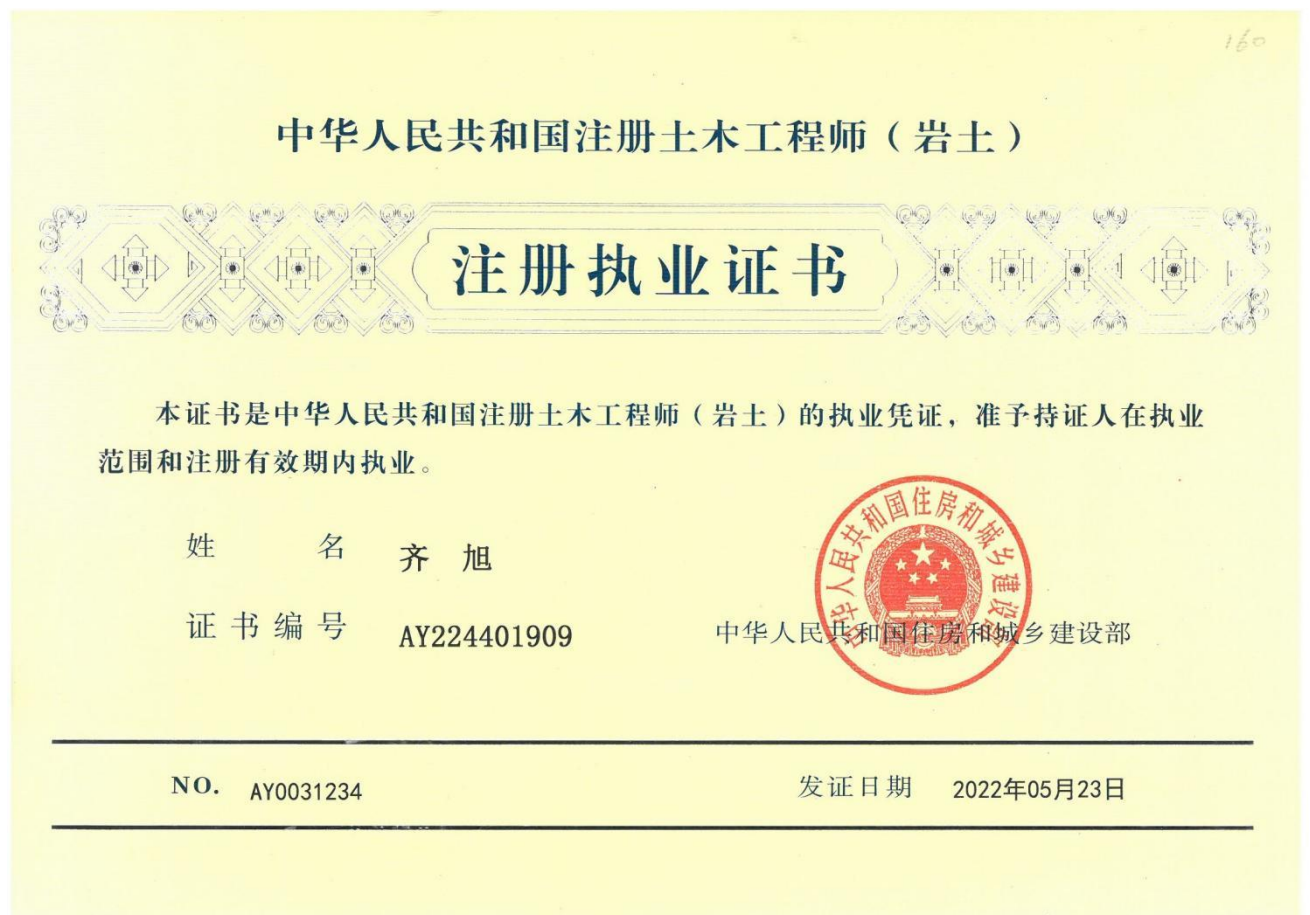 160
中华人民共和国注册土木工程师（岩土）
注册执业证书
本证书是中华人民共和国注册土木工程师（岩土）的执业凭证，准予持证人在执业
范围和注册有效期内执业。
姓 名 齐 旭
证书编号 AY224401909
中华人民共和国住房和城乡建设部
中华人民共和国住房和城乡建设部
NO. AY0031234 发证日期 2022年05月23日